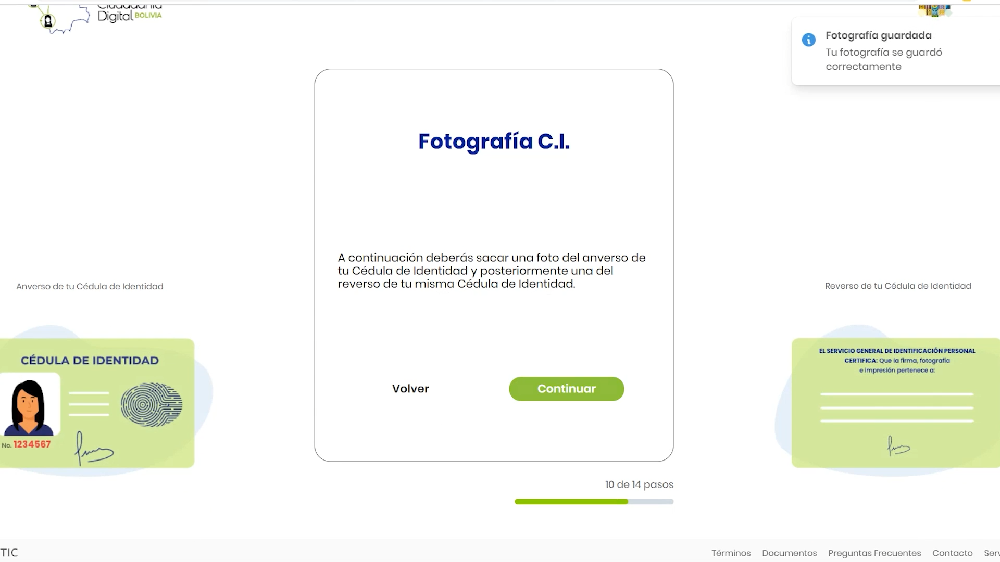 Ciudadanía
Digital BOLIVIA
Fotografía guardada
Tu fotografía se guardó
correctamente
Fotografía C.I.
A continuación deberás sacar una foto del anverso de
tu Cédula de Identidad y posteriormente una del
reverso de tu misma Cédula de Identidad.
Anverso de tu Cédula de Identidad
CÉDULA DE IDENTIDAD
No. 1234567
Reverso de tu Cédula de Identidad
EL SERVICIO GENERAL DE IDENTIFICACIÓN PERSONAL
CERTIFICA: Que la firma, fotografía
e impresión pertenece a:
Volver
Continuar
10 de 14 pasos
TIC
Términos
Documentos
Preguntas Frecuentes
Contacto